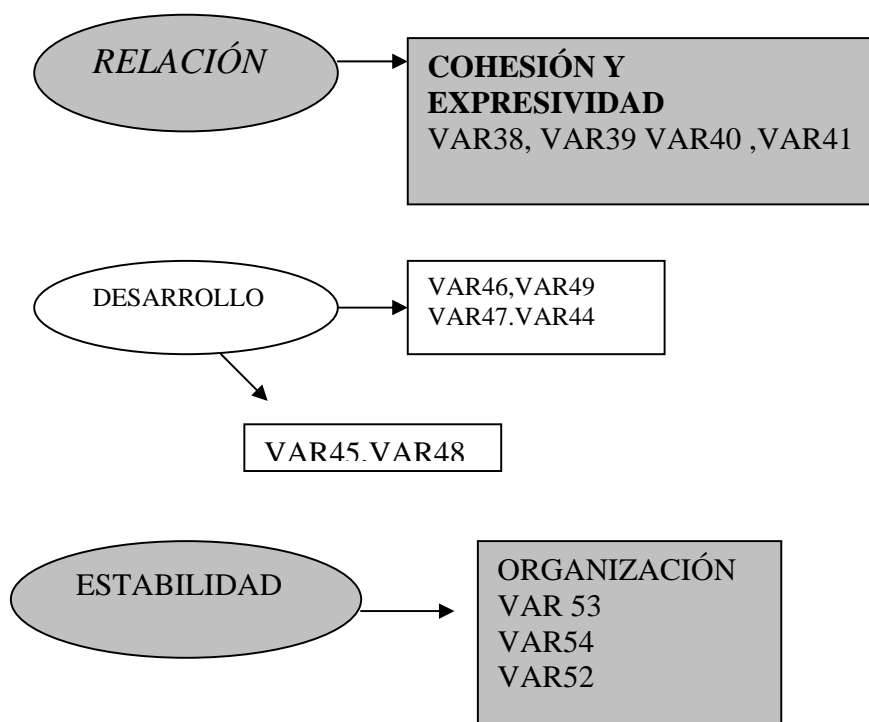 RELACIÓN
COHESIÓN Y
EXPRESIVIDAD
VAR38, VAR39 VAR40 ,VAR41
DESARROLLO
VAR46,VAR49
VAR47.VAR44
VAR45,VAR48
ESTABILIDAD
ORGANIZACIÓN
VAR 53
VAR54
VAR52